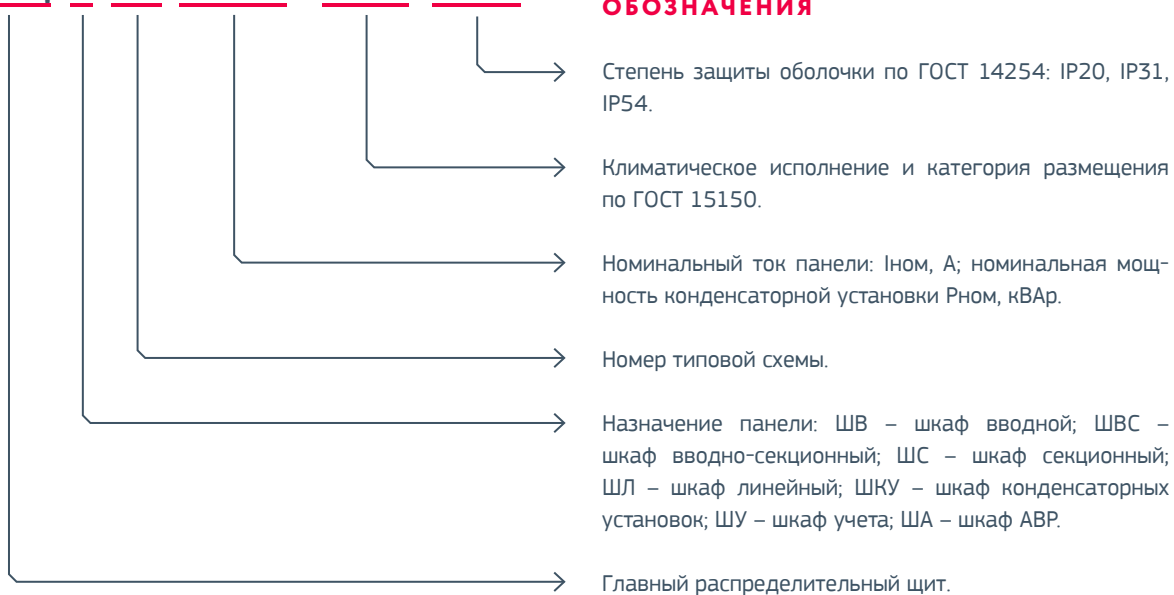 ОБОЗНАЧЕНИЯ
Степень защиты оболочки по ГОСТ 14254: IP20, IP31,
IP54.
Климатическое исполнение и категория размещения
по ГОСТ 15150.
Номинальный ток панели: Iном, А; номинальная мощ-
ность конденсаторной установки Рном, кВАр.
Номер типовой схемы.
Назначение панели: ШВ – шкаф вводной; ШВС –
шкаф вводно-секционный; ШС – шкаф секционный;
ШЛ – шкаф линейный; ШКУ – шкаф конденсаторных
установок; ШУ – шкаф учета; ША – шкаф АВР.
Главный распределительный щит.